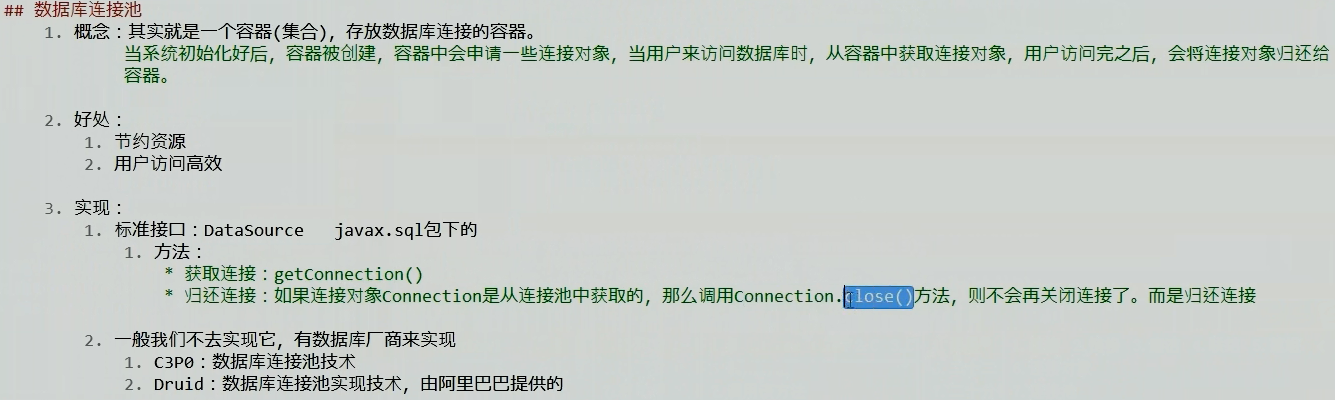 ## 数据库连接池
1. 概念：其实就是一个容器(集合)，存放数据库连接的容器。
当系统初始化好后，容器被创建，容器中会申请一些连接对象，当用户来访问数据库时，从容器中获取连接对象，用户访问完之后，会将连接对象归还给
容器。
2. 好处：
1. 节约资源
2. 用户访问高效
3. 实现：
1. 标准接口：DataSource   javax.sql包下的
1. 方法：
* 获取连接：getConnection()
* 归还连接：如果连接对象Connection是从连接池中获取的，那么调用Connection.close()方法，则不会再关闭连接了。而是归还连接
2. 一般我们不去实现它，有数据库厂商来实现
1. C3P0：数据库连接池技术
2. Druid：数据库连接池实现技术，由阿里巴巴提供的